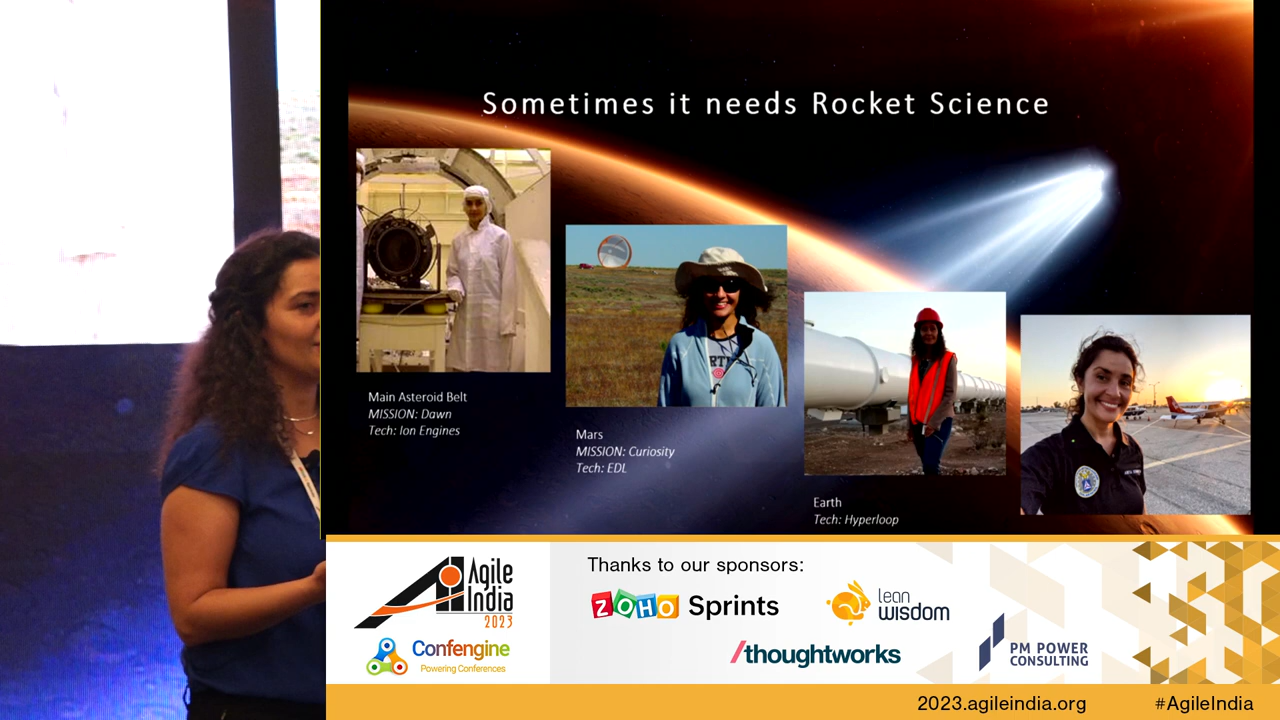 Sometimes it needs Rocket Science
Main Asteroid Belt
MISSION: Dawn
Tech: Ion Engines
Mars
MISSION: Curiosity
Tech: EDL
Earth
Tech: Hyperloop
Agile
India
2023
Confengine
Powering Conferences
Thanks to our sponsors:
ZOHO Sprints
lean
wisdom
/thoughtworks
PM POWER
CONSULTING
2023.agileindia.org
#AgileIndia